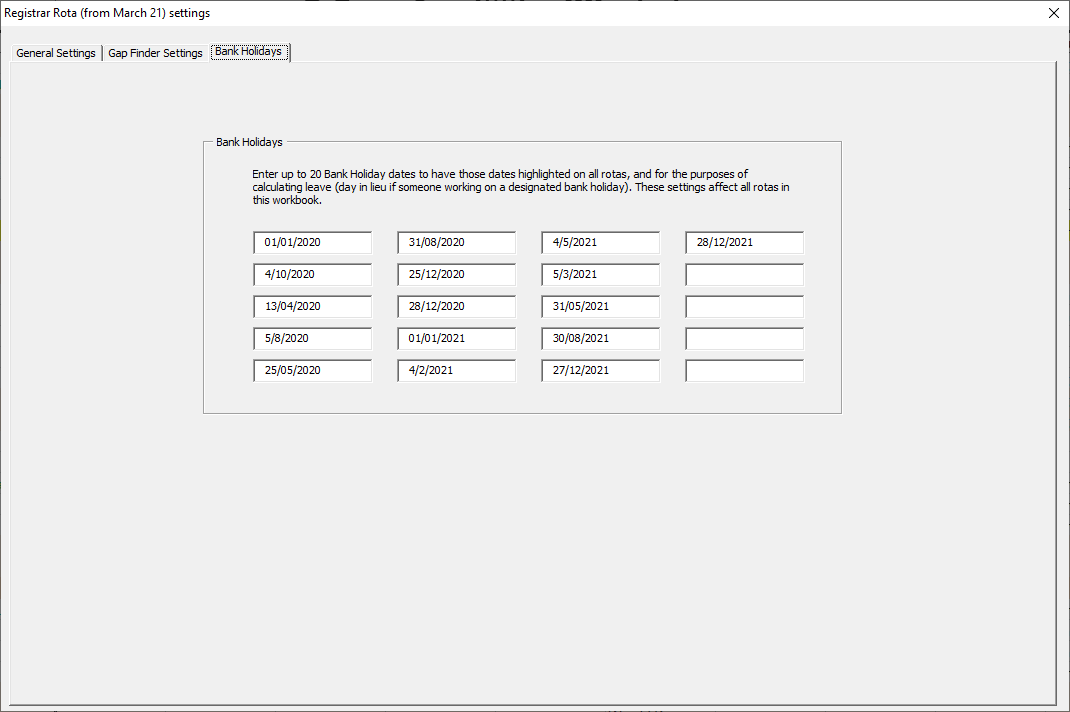 Registrar Rota (from March 21) settings
General Settings
Gap Finder Settings
Bank Holidays
Bank Holidays
Enter up to 20 Bank Holiday dates to have those dates highlighted on all rotas, and for the purposes of
calculating leave (day in lieu if someone working on a designated bank holiday). These settings affect all rotas in
this workbook.
01/01/2020 31/08/2020 4/5/2021 28/12/2021
4/10/2020 25/12/2020 5/3/2021
13/04/2020 28/12/2020 31/05/2021
5/8/2020 01/01/2021 30/08/2021
25/05/2020 4/2/2021 27/12/2021